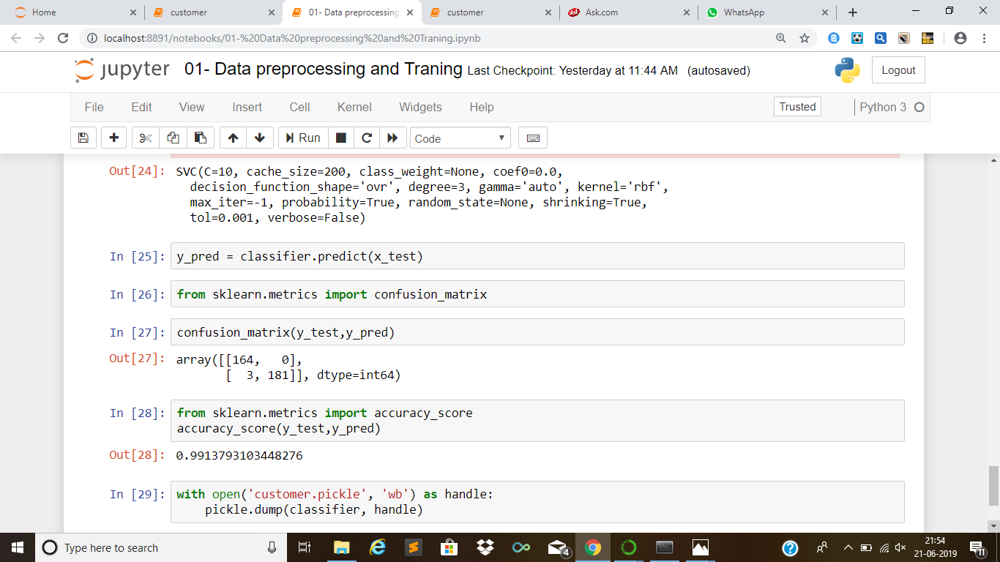 Home
customer
01- Data preprocessing
customer
Ask.com
WhatsApp
localhost:8891/notebooks/01-%20Data%20preprocessing%20and%20Traning.ipynb
jupyter 01- Data preprocessing and Traning Last Checkpoint: Yesterday at 11:44 AM (autosaved)
Logout
File Edit View Insert Cell Kernel Widgets Help
Trusted
Python 3
Run
Code
Out[24]: SVC(C=10, cache_size=200, class_weight=None, coef0=0.0,
decision_function_shape='ovr', degree=3, gamma='auto', kernel='rbf',
max_iter=-1, probability=True, random_state=None, shrinking=True,
tol=0.001, verbose=False)
In [25]: y_pred = classifier.predict(x_test)
In [26]: from sklearn.metrics import confusion_matrix
In [27]: confusion_matrix(y_test,y_pred)
Out[27]: array([[164,   0],
[  3, 181]], dtype=int64)
In [28]: from sklearn.metrics import accuracy_score
accuracy_score(y_test,y_pred)
Out[28]: 0.9913793103448276
In [29]: with open('customer.pickle', 'wb') as handle:
pickle.dump(classifier, handle)
Type here to search
4
21:54
21-06-2019
11